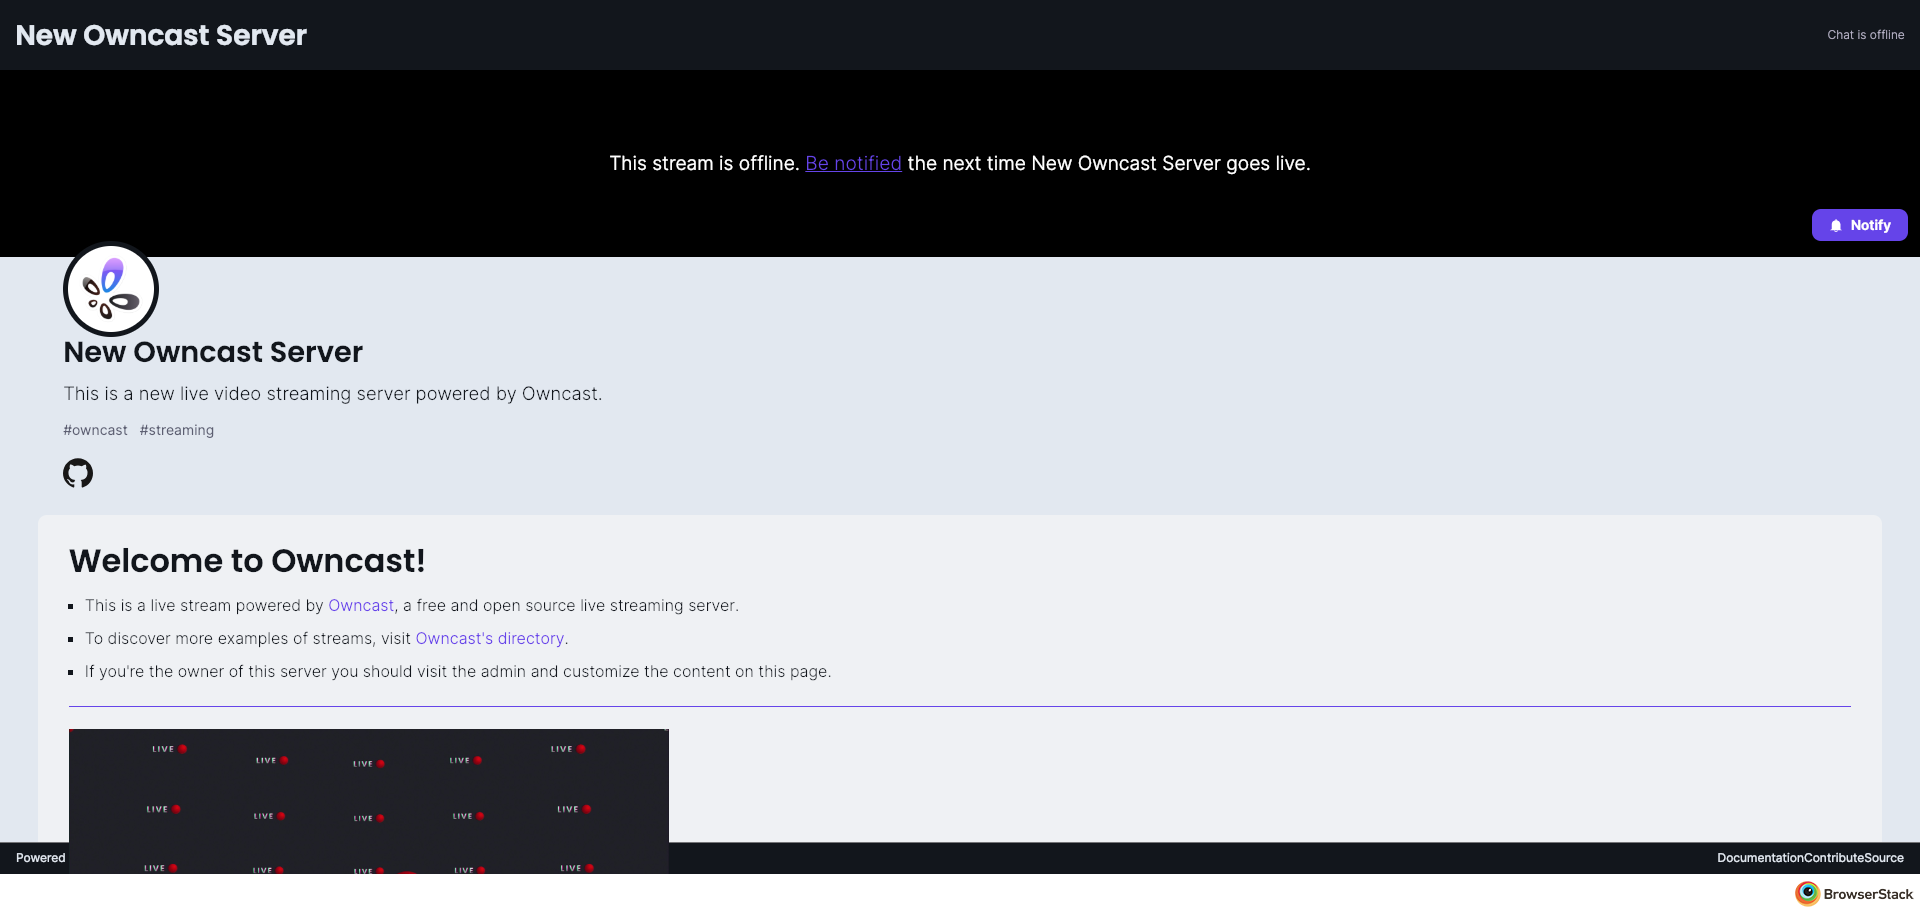 New Owncast Server
Chat is offline
This stream is offline. Be notified the next time New Owncast Server goes live.
Notify
New Owncast Server
This is a new live video streaming server powered by Owncast.
#owncast #streaming
Welcome to Owncast!
This is a live stream powered by Owncast, a free and open source live streaming server.
To discover more examples of streams, visit Owncast's directory.
If you're the owner of this server you should visit the admin and customize the content on this page.
LIVE LIVE LIVE LIVE LIVE
LIVE LIVE LIVE LIVE LIVE
LIVE LIVE LIVE LIVE LIVE
Powered
DocumentationContributeSource
BrowserStack